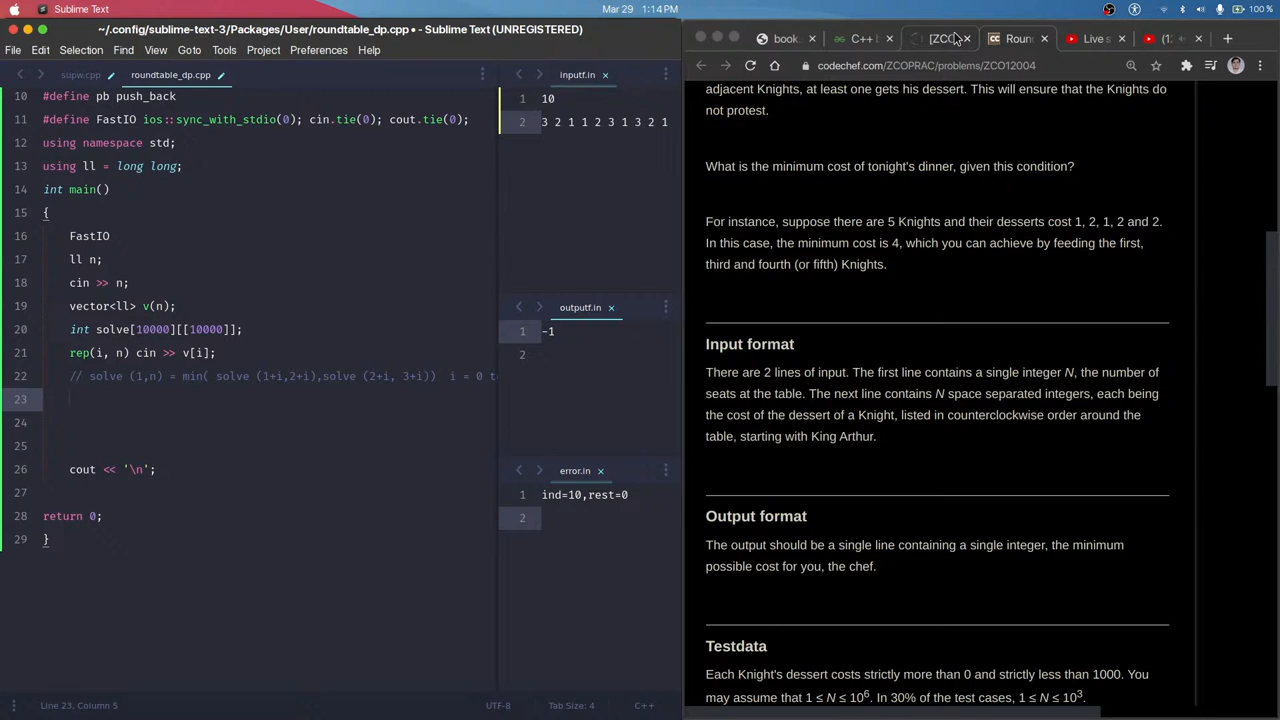 Sublime Text
Mar 29 1:14 PM
100 %
~/.config/sublime-text-3/Packages/User/roundtable_dp.cpp • - Sublime Text (UNREGISTERED)
File Edit Selection Find View Goto Tools Project Preferences Help
supw.cpp roundtable_dp.cpp
10 #define pb push_back
11 #define FastIO ios::sync_with_stdio(0); cin.tie(0); cout.tie(0);
12 using namespace std;
13 using ll = long long;
14 int main()
15 {
16 FastIO
17 ll n;
18 cin >> n;
19 vector<ll> v(n);
20 int solve[10000][[10000]];
21 rep(i, n) cin >> v[i];
22 // solve (1,n) = min( solve (1+i,2+i),solve (2+i, 3+i)) i = 0 t
23
24
25
26 cout << '\n';
27
28 return 0;
29 }
Line 23, Column 5 UTF-8 Tab Size: 4 C++
inputf.in
1 10
2 3 2 1 1 2 3 1 3 2 1
outputf.in
1 -1
2
error.in
1 ind=10,rest=0
2
book C++ [ZCO Roun Live s (1
codechef.com/ZCOPRAC/problems/ZCO12004
adjacent Knights, at least one gets his dessert. This will ensure that the Knights do
not protest.
What is the minimum cost of tonight's dinner, given this condition?
For instance, suppose there are 5 Knights and their desserts cost 1, 2, 1, 2 and 2.
In this case, the minimum cost is 4, which you can achieve by feeding the first,
third and fourth (or fifth) Knights.
Input format
There are 2 lines of input. The first line contains a single integer N, the number of
seats at the table. The next line contains N space separated integers, each being
the cost of the dessert of a Knight, listed in counterclockwise order around the
table, starting with King Arthur.
Output format
The output should be a single line containing a single integer, the minimum
possible cost for you, the chef.
Testdata
Each Knight's dessert costs strictly more than 0 and strictly less than 1000. You
may assume that 1 ≤ N ≤ 10⁶. In 30% of the test cases, 1 ≤ N ≤ 10³.